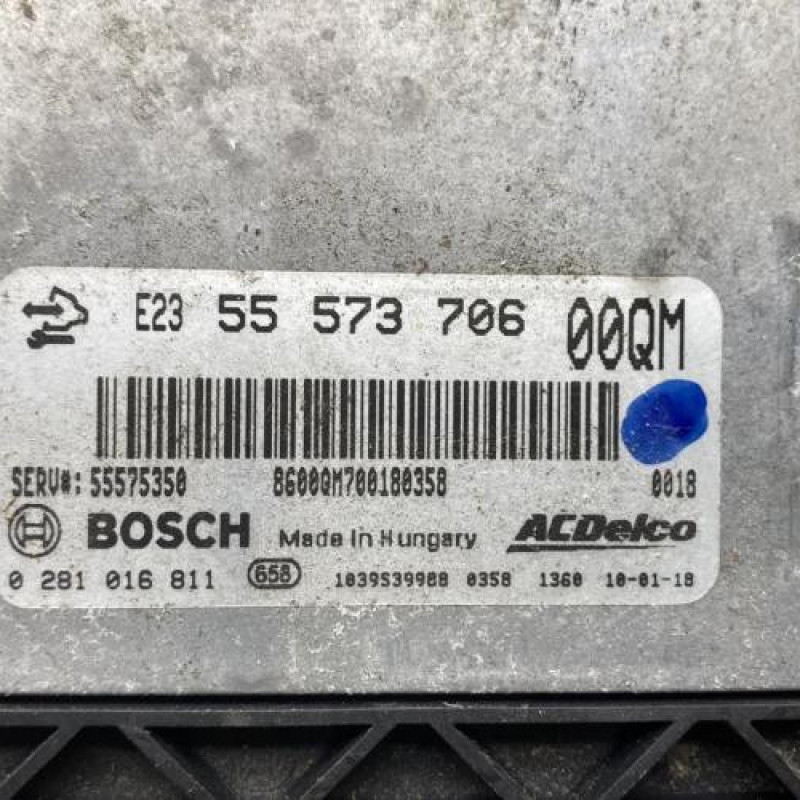 E23 55 573 706 00QM
SERV#: 55575350 8600QM700180358 0018
BOSCH Made in Hungary ACDelco
0 281 016 811 658 1039S39988 0358 1360 10-01-18